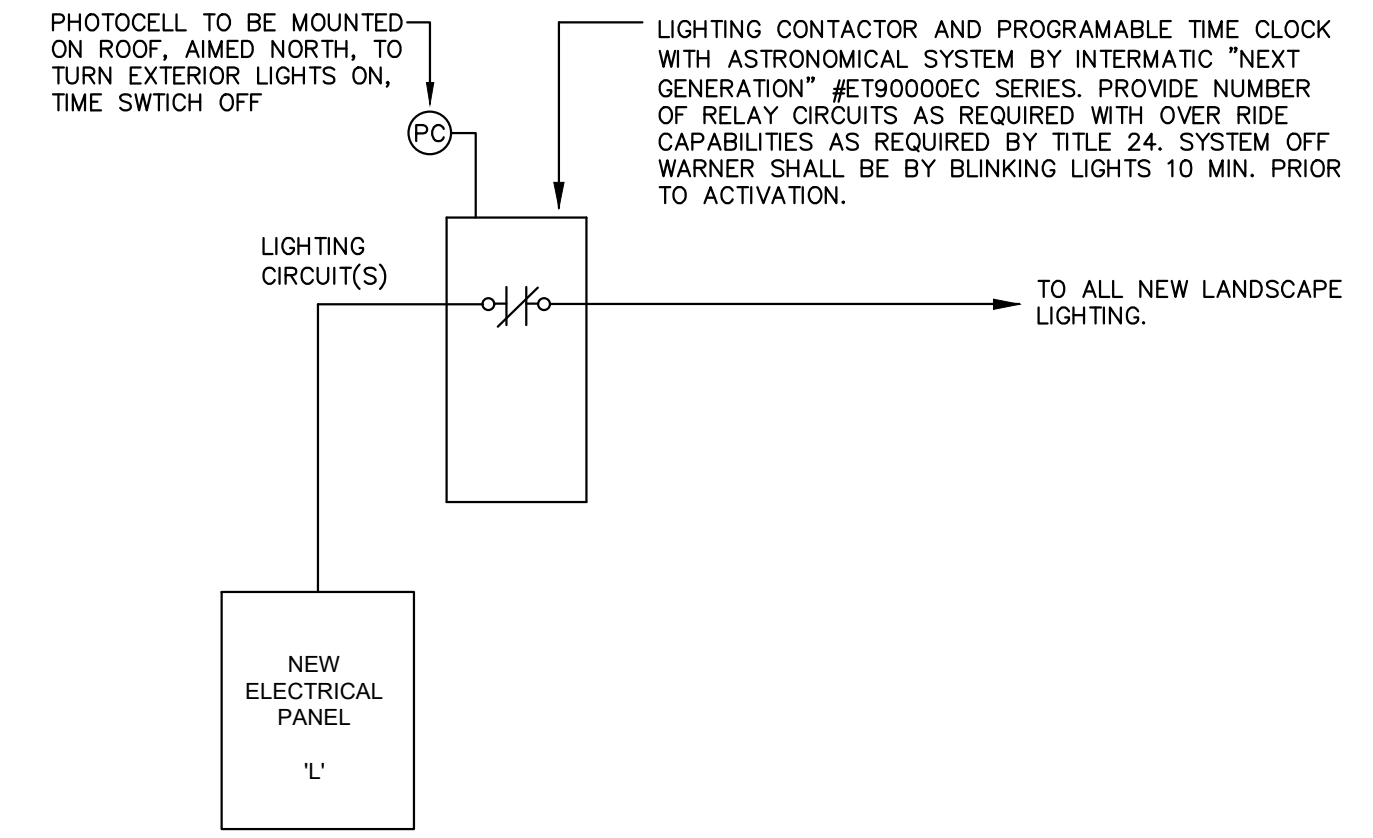 PHOTOCELL TO BE MOUNTED
ON ROOF, AIMED NORTH, TO
TURN EXTERIOR LIGHTS ON,
TIME SWTICH OFF
PC
LIGHTING CONTACTOR AND PROGRAMABLE TIME CLOCK
WITH ASTRONOMICAL SYSTEM BY INTERMATIC "NEXT
GENERATION" #ET90000EC SERIES. PROVIDE NUMBER
OF RELAY CIRCUITS AS REQUIRED WITH OVER RIDE
CAPABILITIES AS REQUIRED BY TITLE 24. SYSTEM OFF
WARNER SHALL BE BY BLINKING LIGHTS 10 MIN. PRIOR
TO ACTIVATION.
LIGHTING
CIRCUIT(S)
TO ALL NEW LANDSCAPE
LIGHTING.
NEW
ELECTRICAL
PANEL
'L'